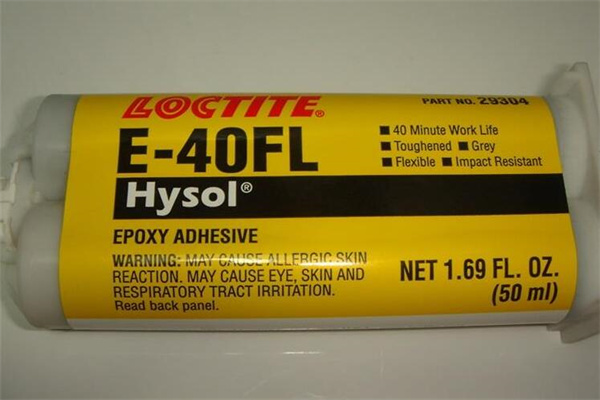 LOCTITE®
PART NO. 29304
E-40FL
■ 40 Minute Work Life
■ Toughened ■ Grey
■ Flexible ■ Impact Resistant
Hysol®
EPOXY ADHESIVE
WARNING: MAY CAUSE ALLERGIC SKIN
REACTION. MAY CAUSE EYE, SKIN AND
RESPIRATORY TRACT IRRITATION.
Read back panel.
NET 1.69 FL. OZ.
(50 ml)